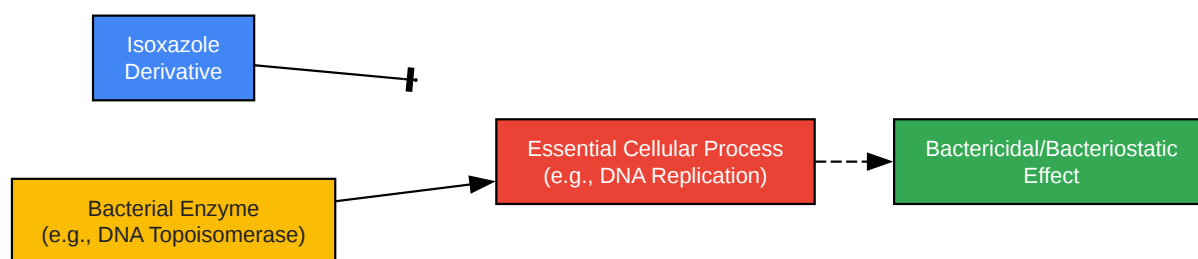 Isoxazole
Derivative
Essential Cellular Process
(e.g., DNA Replication)
Bactericidal/Bacteriostatic
Effect
Bacterial Enzyme
(e.g., DNA Topoisomerase)